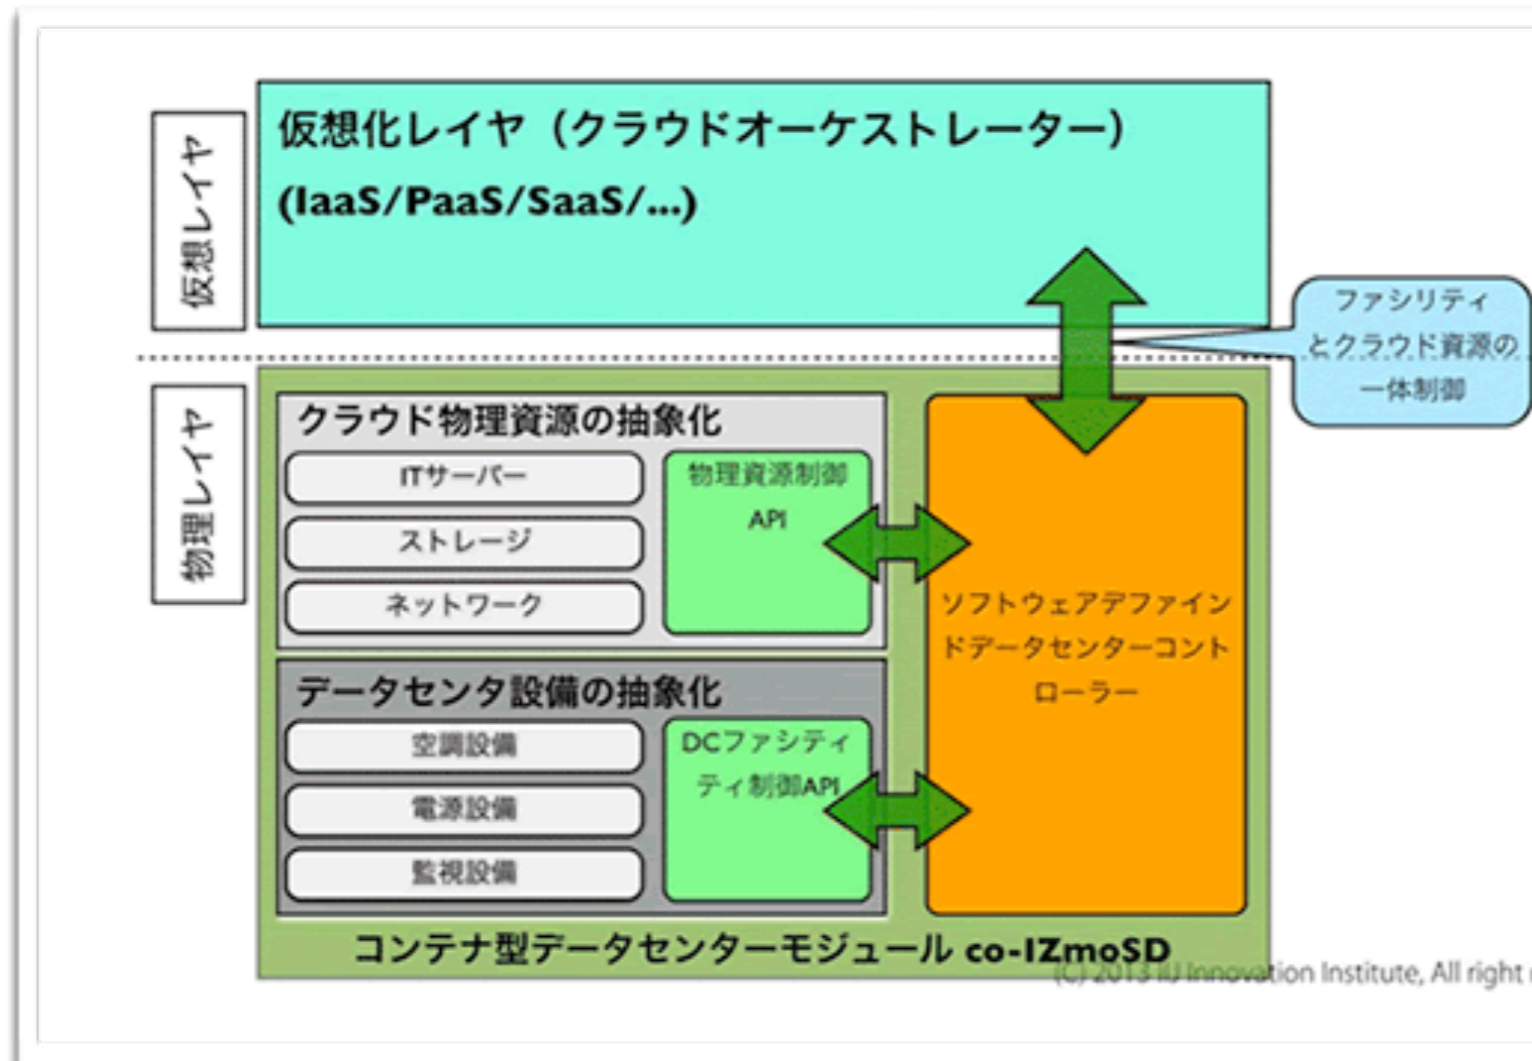 仮想レイヤ
仮想化レイヤ（クラウドオーケストレーター）
(IaaS/PaaS/SaaS/...)
ファシリティ
とクラウド資源の
一体制御
物理レイヤ
クラウド物理資源の抽象化
ITサーバー
ストレージ
ネットワーク
物理資源制御
API
データセンタ設備の抽象化
空調設備
電源設備
監視設備
DCファシティ
ティ制御API
ソフトウェアデファイン
ドデータセンターコント
ローラー
コンテナ型データセンターモジュール co-IZmoSD
(C) 2013 IIJ Innovation Institute, All right